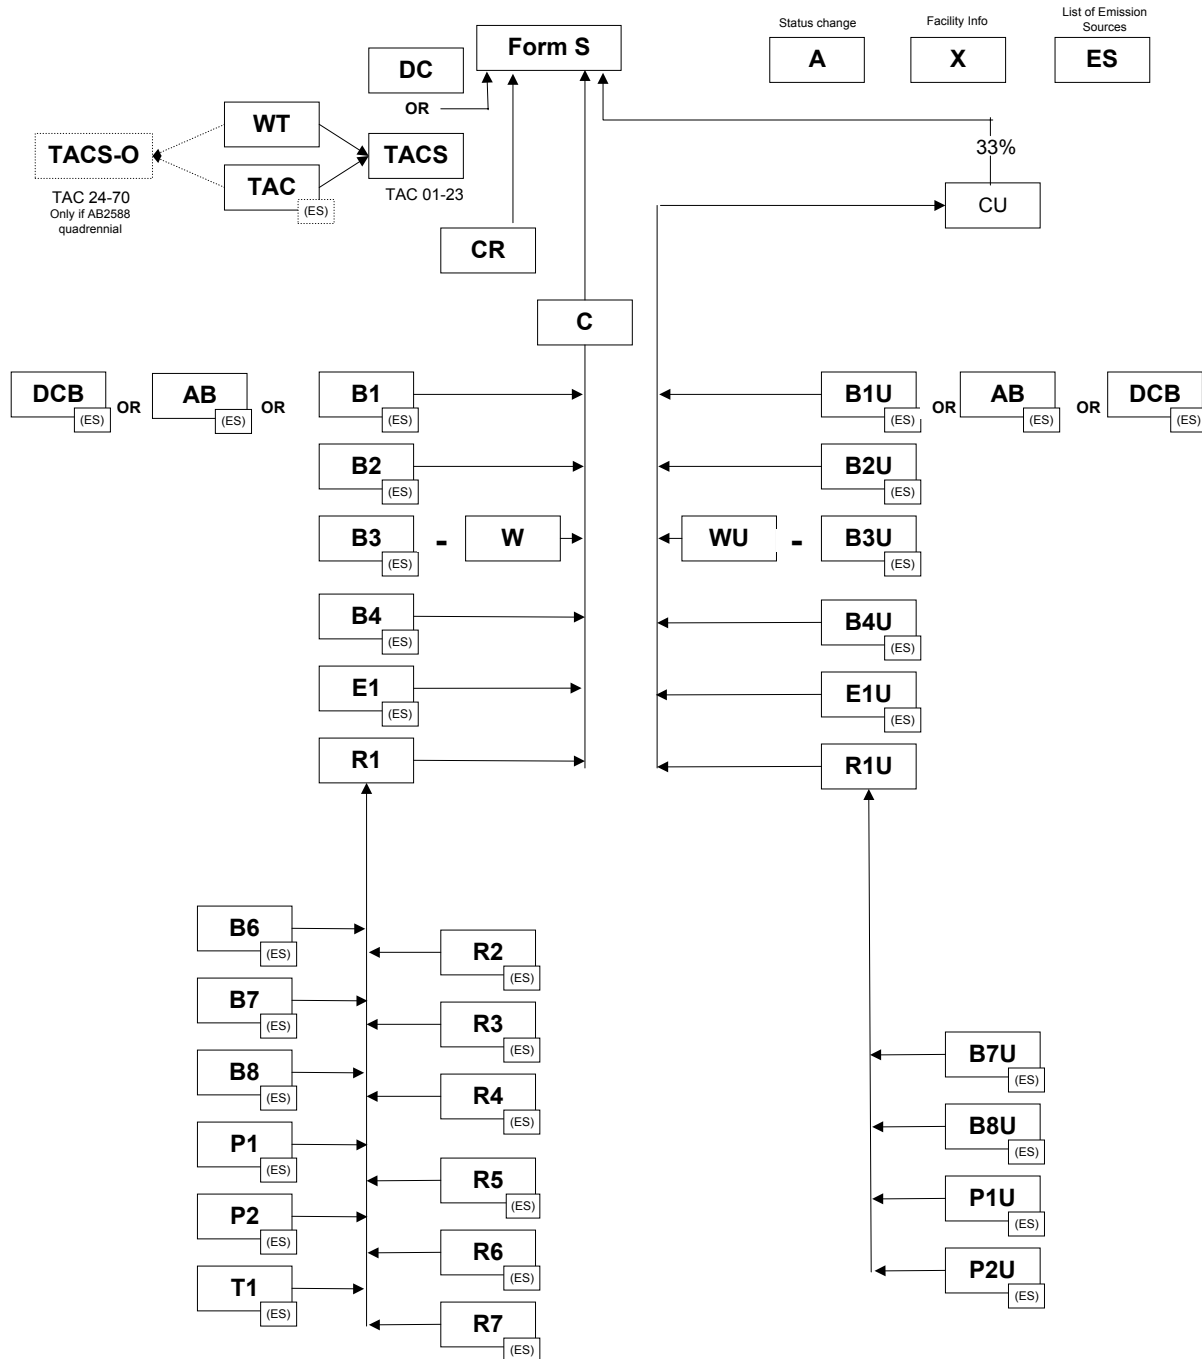 Status change
Facility Info
List of Emission
Sources
Form S
A
X
ES
DC
OR
WT
TACS-O
TACS
TAC
(ES)
33%
TAC 24-70
Only if AB2588
quadrennial
TAC 01-23
CU
CR
C
DCB
(ES)
OR
AB
(ES)
OR
B1
(ES)
B1U
(ES)
OR
AB
(ES)
OR
DCB
(ES)
B2
(ES)
B2U
(ES)
B3
(ES)
-
W
WU
-
B3U
(ES)
B4
(ES)
B4U
(ES)
E1
(ES)
E1U
(ES)
R1
R1U
B6
(ES)
R2
(ES)
B7
(ES)
R3
(ES)
B7U
(ES)
B8
(ES)
R4
(ES)
B8U
(ES)
P1
(ES)
R5
(ES)
P1U
(ES)
P2
(ES)
R6
(ES)
P2U
(ES)
T1
(ES)
R7
(ES)